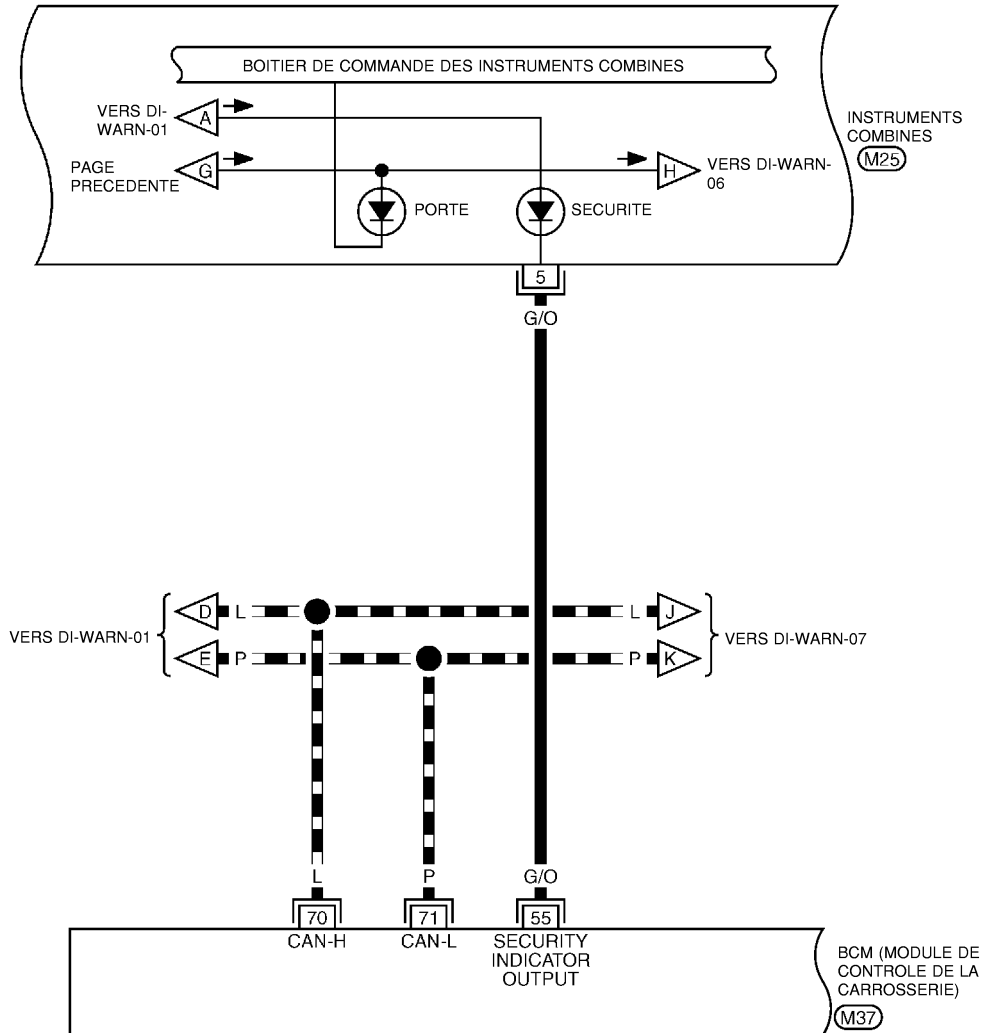 BOITIER DE COMMANDE DES INSTRUMENTS COMBINES
VERS DI-
WARN-01
A
INSTRUMENTS
COMBINES
M25
PAGE
PRECEDENTE
G
H
VERS DI-WARN-
06
PORTE
SECURITE
5
G/O
VERS DI-WARN-01
D
L
L
J
E
P
P
K
VERS DI-WARN-07
L
P
G/O
70
71
55
CAN-H
CAN-L
SECURITY
INDICATOR
OUTPUT
BCM (MODULE DE
CONTROLE DE LA
CARROSSERIE)
M37